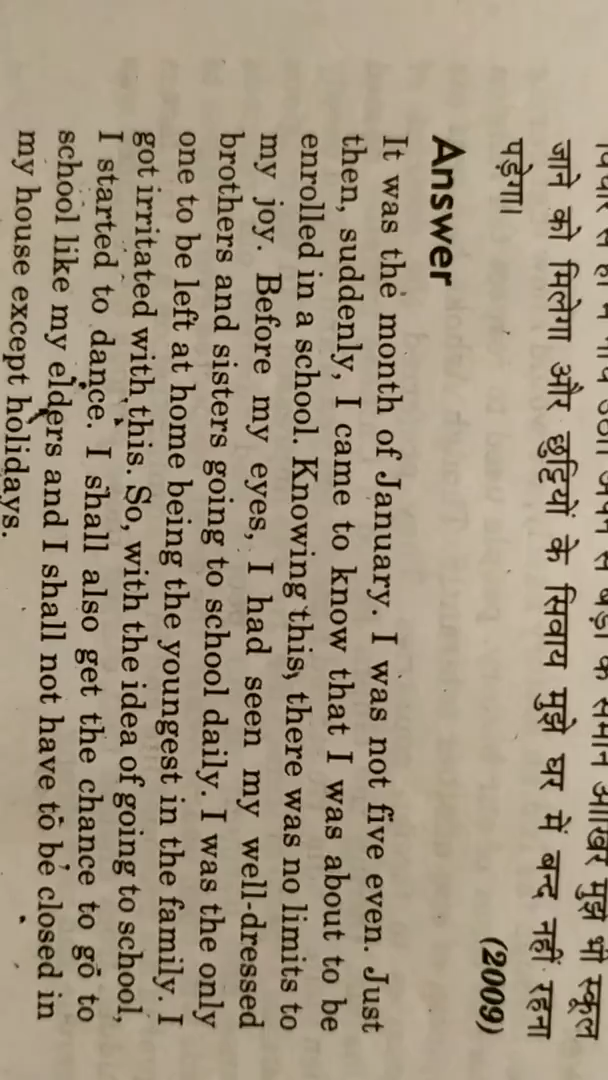 समान आखिर मुझे भी स्कूल
जाने को मिलेगा और छुट्टियों के सिवाय मुझे घर में बन्द नहीं रहना
पड़ेगा।
(2009)
Answer
It was the month of January. I was not five even. Just
then, suddenly, I came to know that I was about to be
enrolled in a school. Knowing this, there was no limits to
my joy. Before my eyes, I had seen my well-dressed
brothers and sisters going to school daily. I was the only
one to be left at home being the youngest in the family. I
got irritated with this. So, with the idea of going to school,
I started to dance. I shall also get the chance to go to
school like my elders and I shall not have to be closed in
my house except holidays.